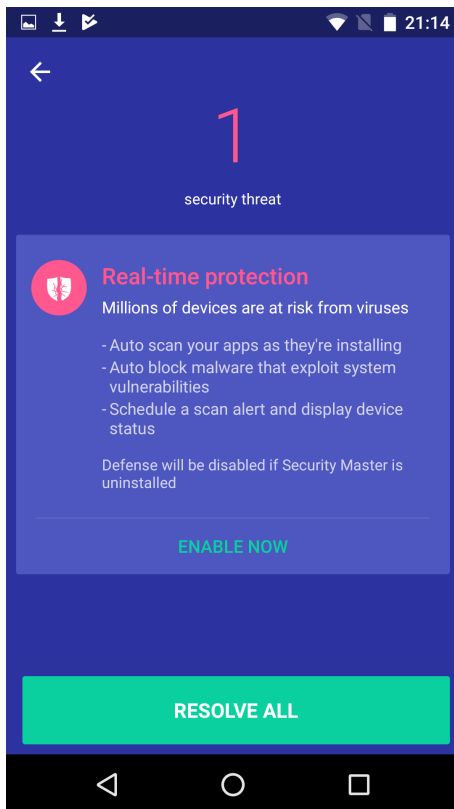 21:14
1
security threat
Real-time protection
Millions of devices are at risk from viruses
- Auto scan your apps as they're installing
- Auto block malware that exploit system
vulnerabilities
- Schedule a scan alert and display device
status
Defense will be disabled if Security Master is
uninstalled
ENABLE NOW
RESOLVE ALL